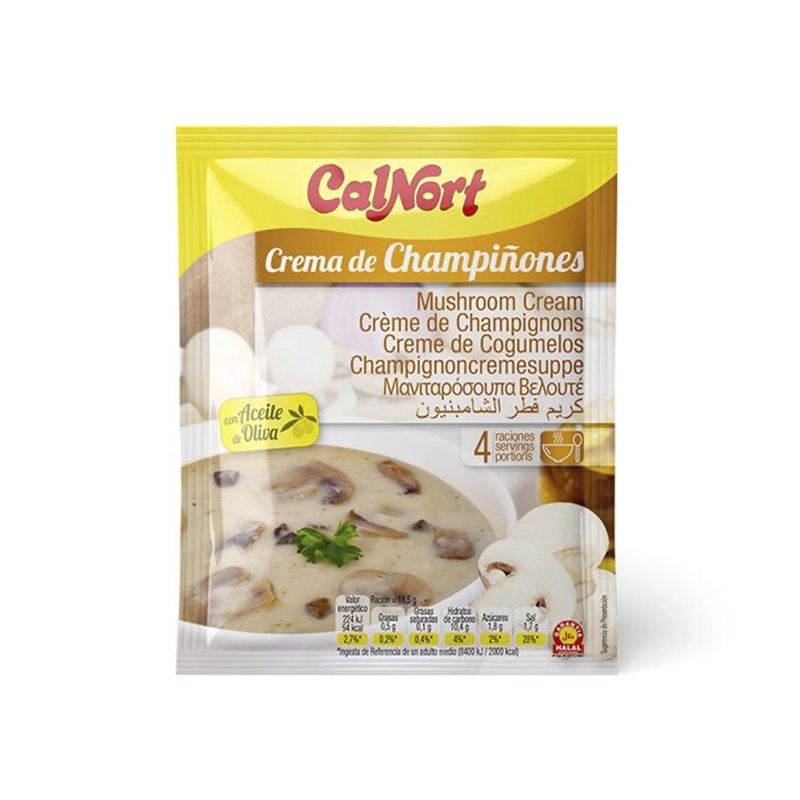 CalNort
Crema de Champiñones
Mushroom Cream
Crème de Champignons
Creme de Cogumelos
Champignoncremesuppe
Μανιταρόσουπα Βελουτέ
كريم فطر الشامبنيون
con Aceite
de Oliva
4 raciones
servings
portions
Ración = 16,5 g
Valor
energético
224 kJ
54 kcal
2,7%*
Grasas
0,5 g
0,2%*
Grasas
saturadas
0,1 g
0,4%*
Hidratos
de carbono
10,4 g
4%*
Azúcares
1,8 g
2%*
Sal
1,7 g
28%*
*Ingesta de Referencia de un adulto medio (8400 kJ / 2000 kcal)
GARANTIA
حلال
HALAL
Sugerencia de Presentación